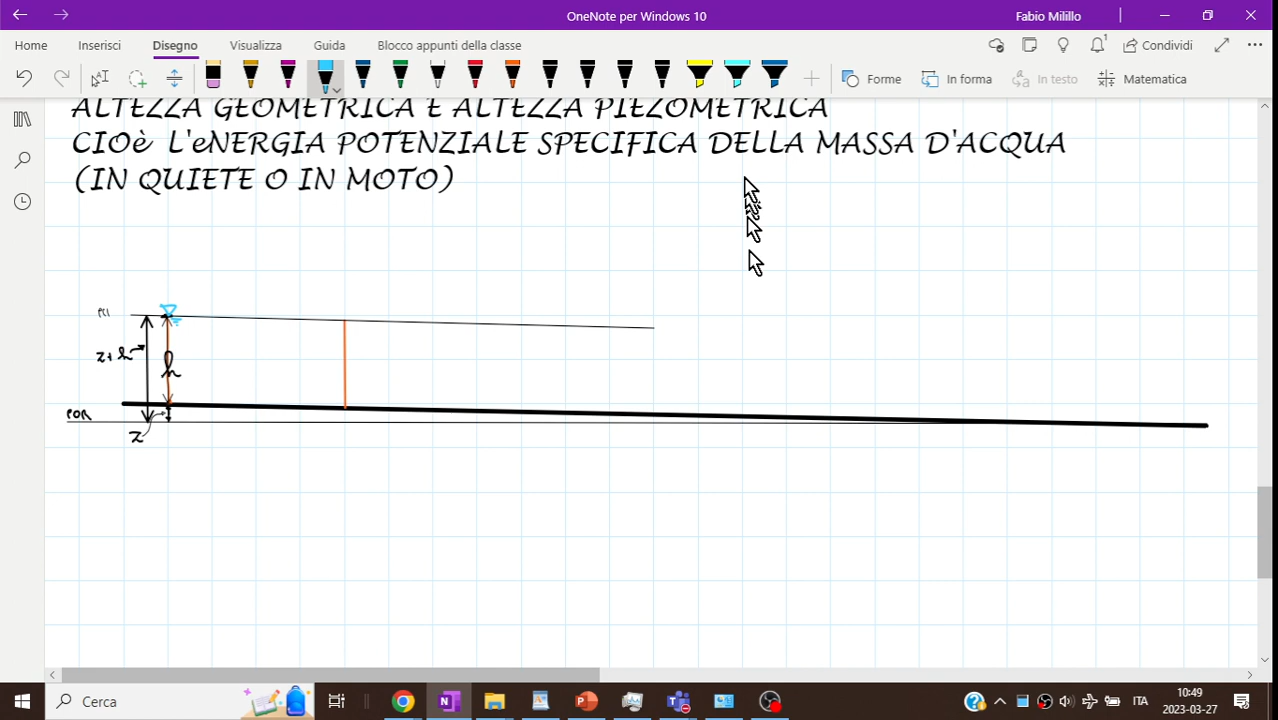 OneNote per Windows 10
Fabio Milillo
Home Inserisci Disegno Visualizza Guida Blocco appunti della classe
Condividi
Forme In forma In testo Matematica
ALTEZZA GEOMETRICA E ALTEZZA PIEZOMETRICA
CIOè L'eNERGIA POTENZIALE SPECIFICA DELLA MASSA D'ACQUA
(IN QUIETE O IN MOTO)
z+h
h
POR
z
Cerca
ITA
10:49
2023-03-27